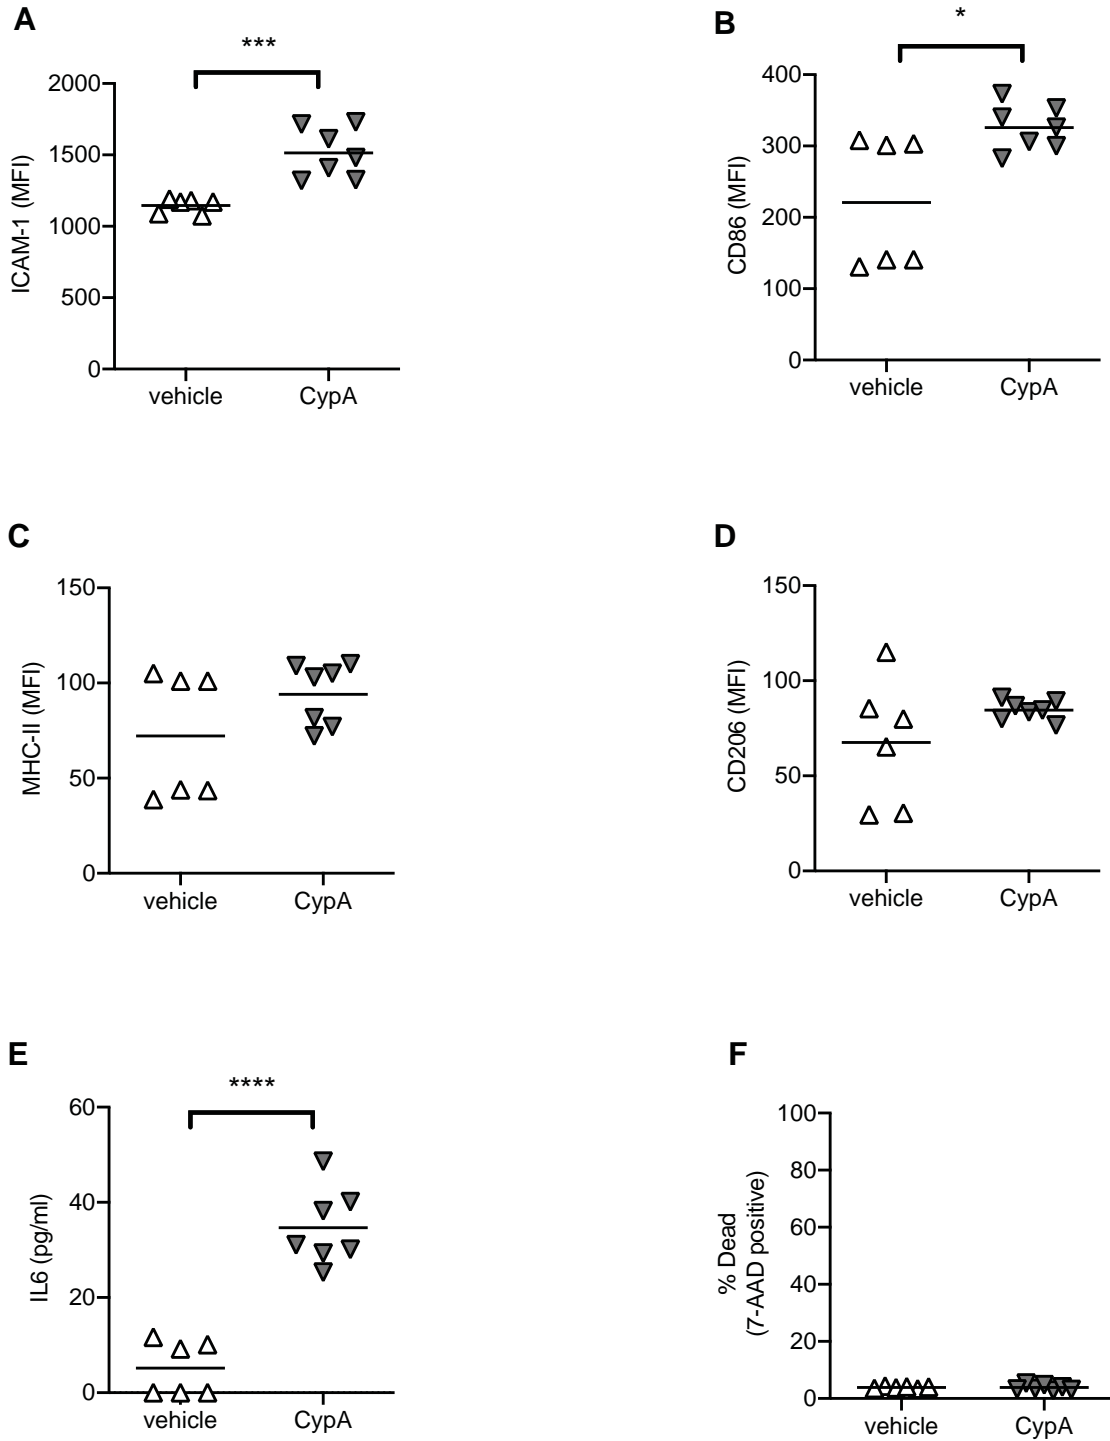 A
***
ICAM-1 (MFI)
2000
1500
1000
500
0
vehicle
CypA
B
*
CD86 (MFI)
400
300
200
100
0
vehicle
CypA
C
MHC-II (MFI)
150
100
50
0
vehicle
CypA
D
CD206 (MFI)
150
100
50
0
vehicle
CypA
E
****
IL6 (pg/ml)
60
40
20
0
vehicle
CypA
F
% Dead
(7-AAD positive)
100
80
60
40
20
0
vehicle
CypA